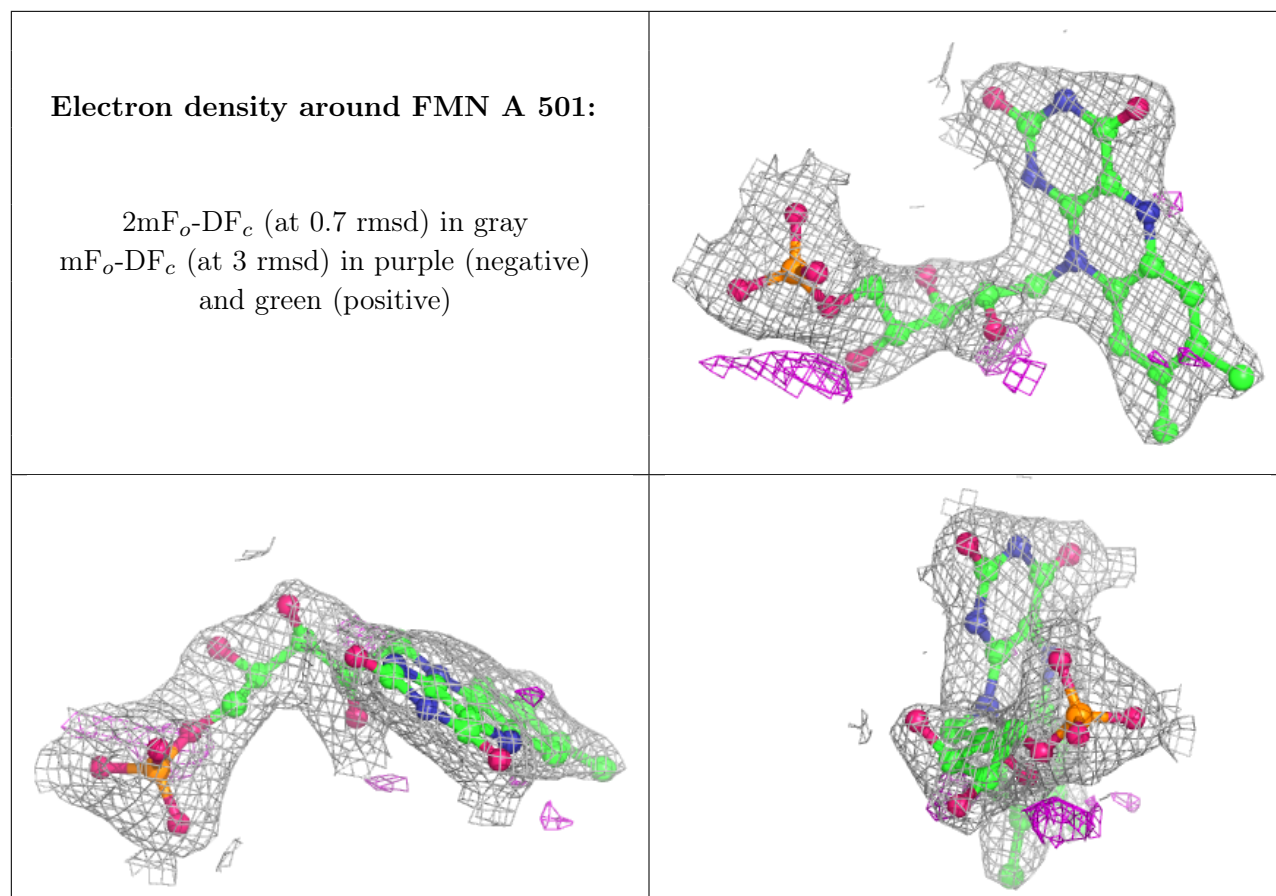 Electron density around FMN A 501:
2mFₒ-DF𝒸 (at 0.7 rmsd) in gray
mFₒ-DF𝒸 (at 3 rmsd) in purple (negative)
and green (positive)